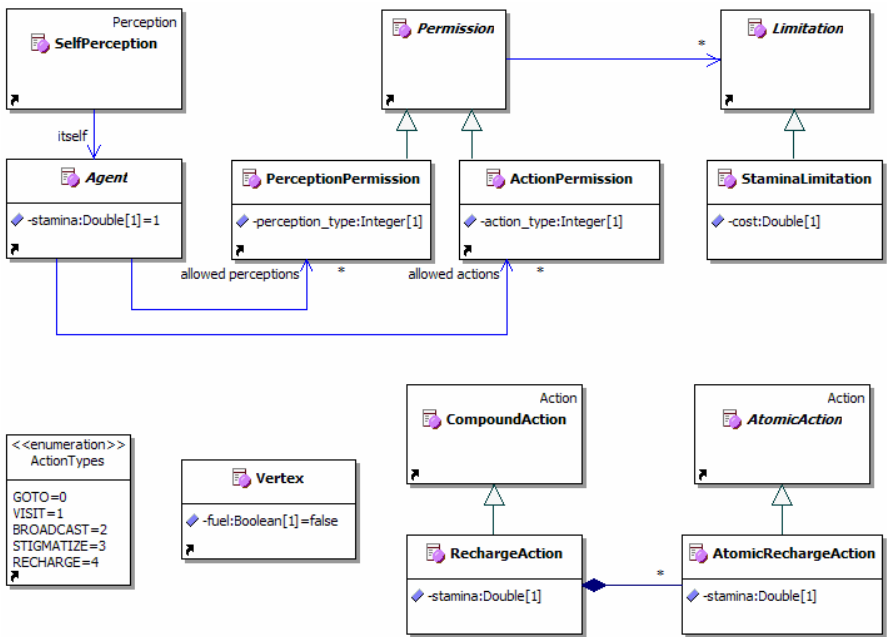 Perception
SelfPerception
Permission
*
Limitation
itself
Agent
-stamina:Double[1]=1
PerceptionPermission
-perception_type:Integer[1]
ActionPermission
-action_type:Integer[1]
StaminaLimitation
-cost:Double[1]
allowed perceptions
*
allowed actions
*
<<enumeration>>
ActionTypes
GOTO=0
VISIT=1
BROADCAST=2
STIGMATIZE=3
RECHARGE=4
Vertex
-fuel:Boolean[1]=false
Action
CompoundAction
Action
AtomicAction
RechargeAction
-stamina:Double[1]
*
AtomicRechargeAction
-stamina:Double[1]